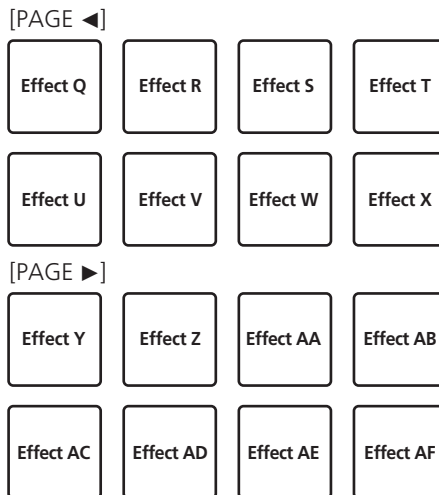 [PAGE ◄]
Effect Q Effect R Effect S Effect T
Effect U Effect V Effect W Effect X
[PAGE ►]
Effect Y Effect Z Effect AA Effect AB
Effect AC Effect AD Effect AE Effect AF